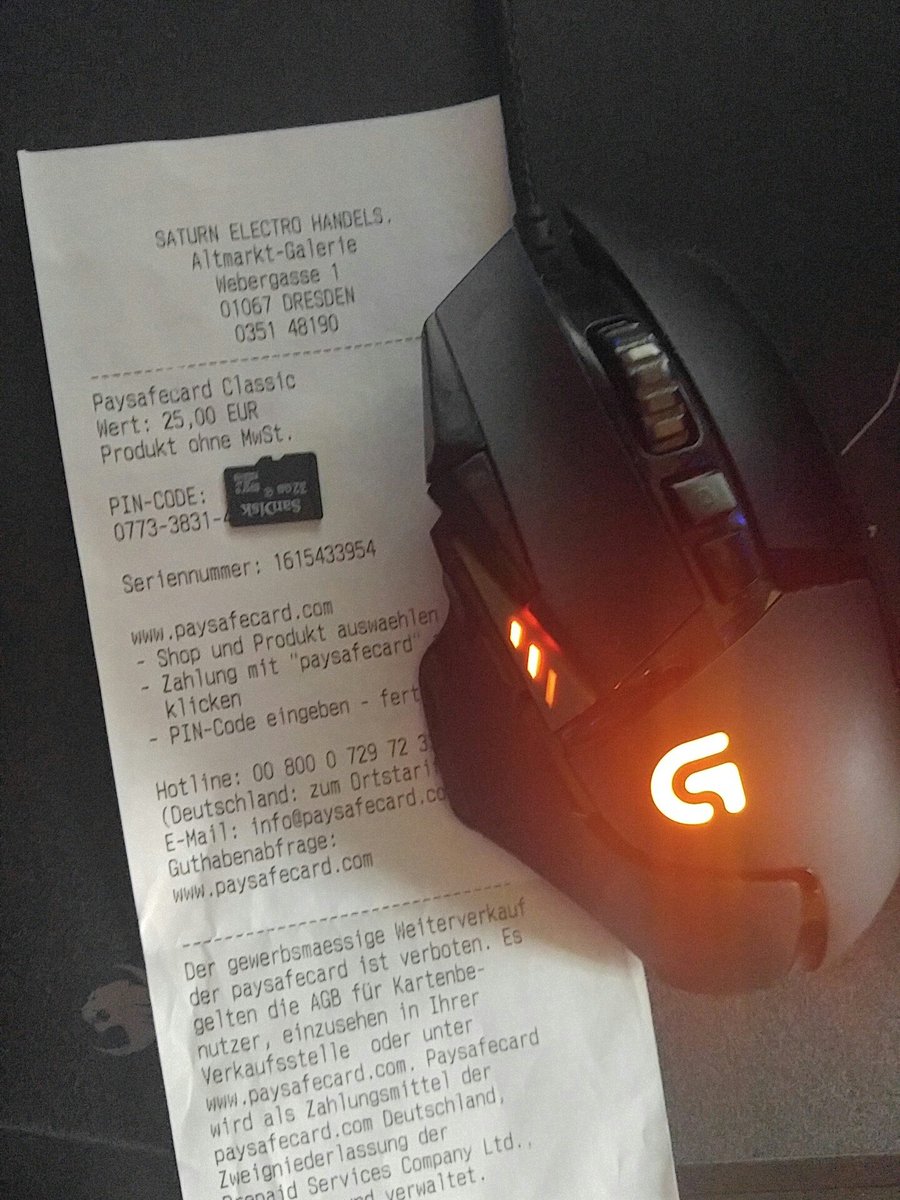 SATURN ELECTRO HANDELS.
Altmarkt-Galerie
Webergasse 1
01067 DRESDEN
0351 48190
Paysafecard Classic
Wert: 25,00 EUR
Produkt ohne MwSt.
PIN-CODE:
0773-3831-
SanDisk
32GB
Seriennummer: 1615433954
www.paysafecard.com
- Shop und Produkt auswaehlen
- Zahlung mit "paysafecard"
klicken
- PIN-Code eingeben - fert
Hotline: 00 800 0 729 72 3
(Deutschland: zum Ortstari
E-Mail: info@paysafecard.co
Guthabenabfrage:
www.paysafecard.com
Der gewerbsmaessige Weiterverkauf
der paysafecard ist verboten. Es
gelten die AGB für Kartenbe-
nutzer, einzusehen in Ihrer
Verkaufsstelle oder unter
www.paysafecard.com. Paysafecard
wird als Zahlungsmittel der
paysafecard.com Deutschland,
Zweigniederlassung der
Prepaid Services Company Ltd.,
und verwaltet.